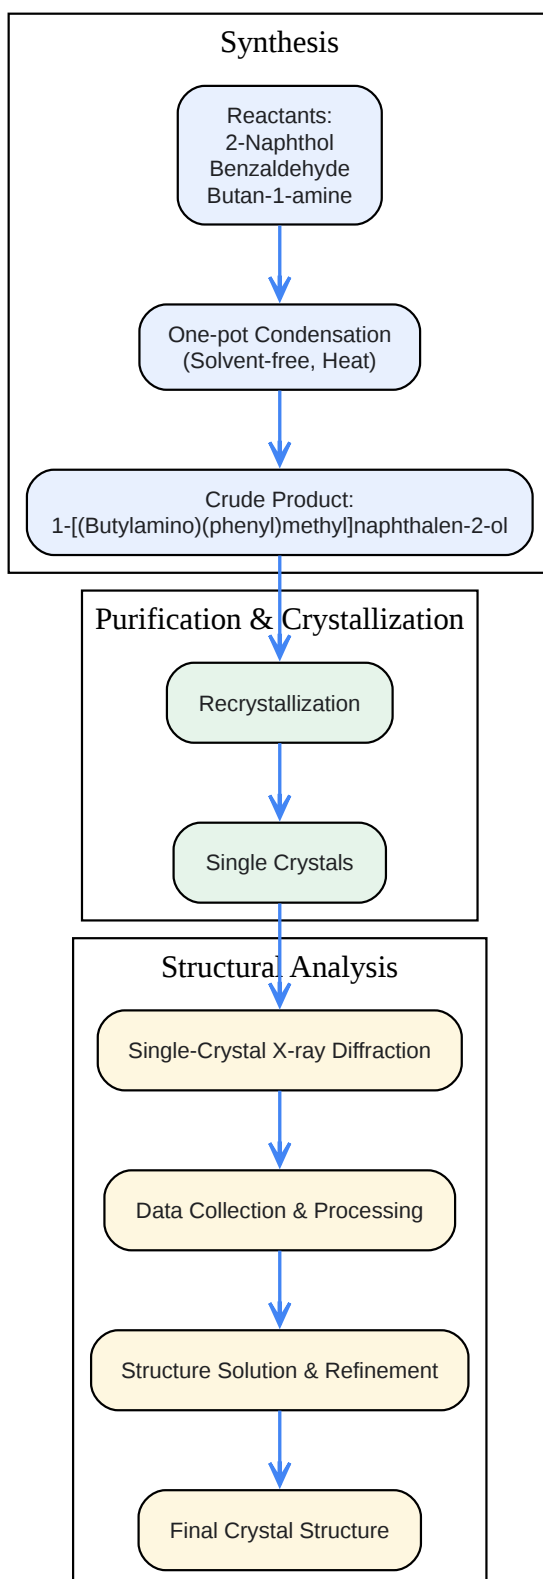 Synthesis
Reactants:
2-Naphthol
Benzaldehyde
Butan-1-amine
One-pot Condensation
(Solvent-free, Heat)
Crude Product:
1-[(Butylamino)(phenyl)methyl]naphthalen-2-ol
Purification & Crystallization
Recrystallization
Single Crystals
Structural Analysis
Single-Crystal X-ray Diffraction
Data Collection & Processing
Structure Solution & Refinement
Final Crystal Structure